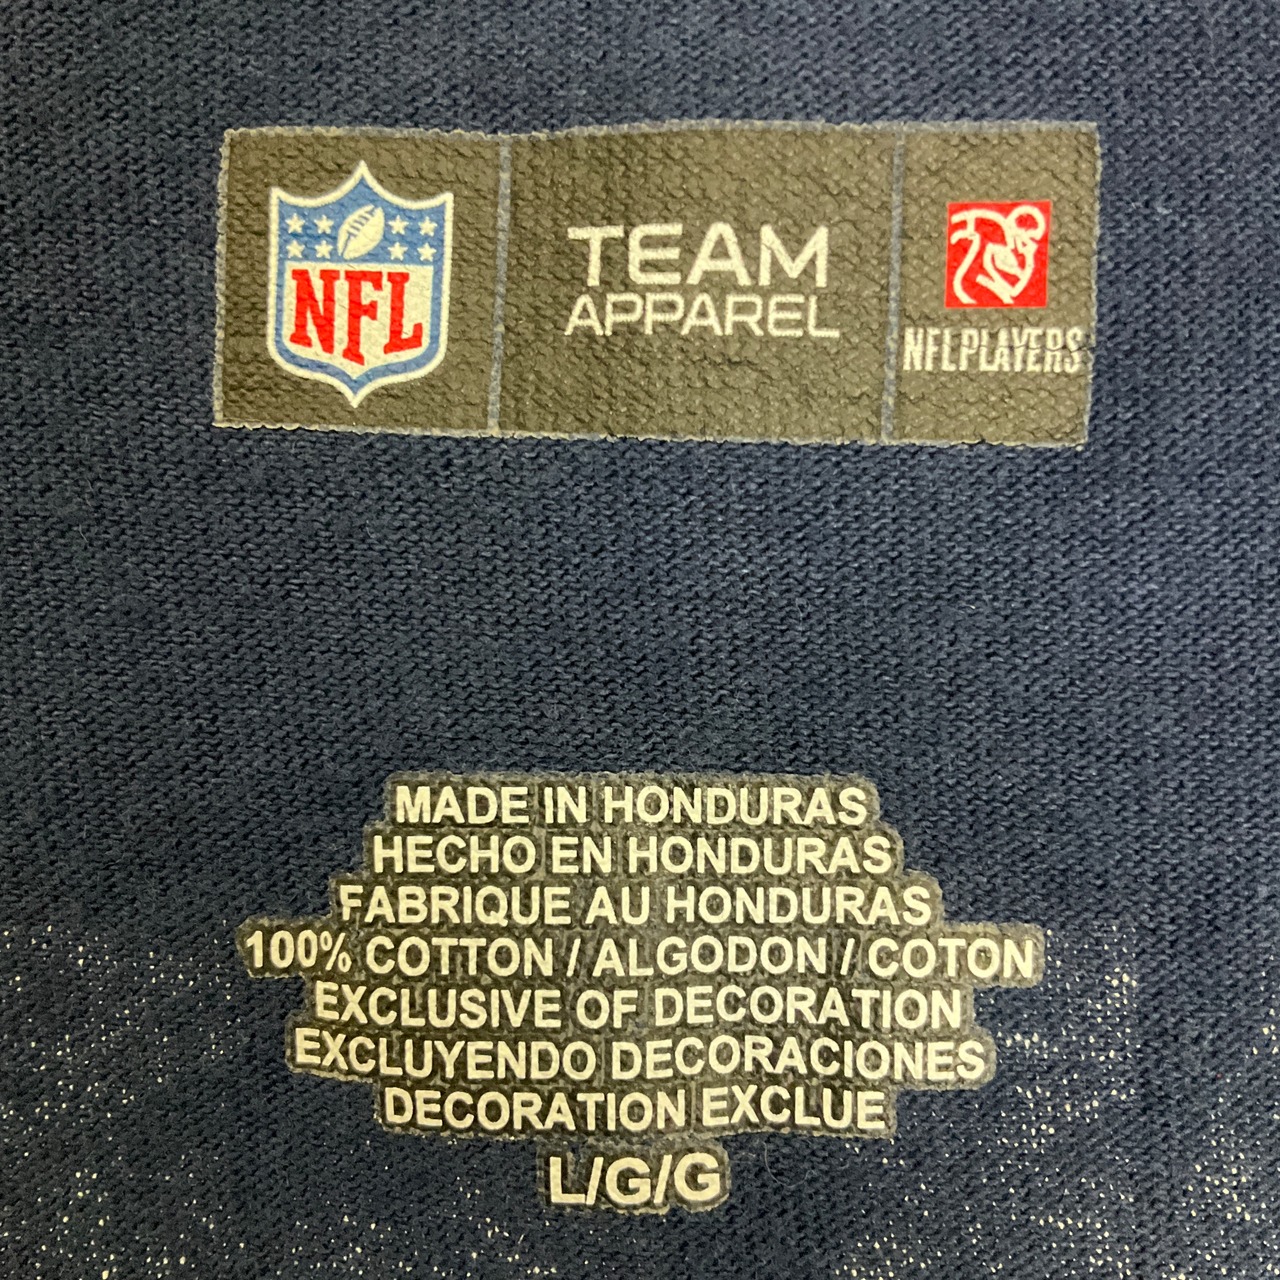 NFL
TEAM
APPAREL
NFLPLAYERS
MADE IN HONDURAS
HECHO EN HONDURAS
FABRIQUE AU HONDURAS
100% COTTON / ALGODON / COTON
EXCLUSIVE OF DECORATION
EXCLUYENDO DECORACIONES
DECORATION EXCLUE
L/G/G